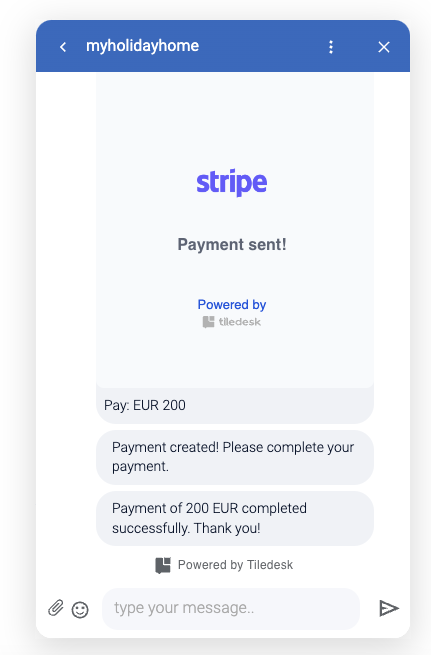 myholidayhome
stripe
Payment sent!
Powered by
tiledesk
Pay: EUR 200
Payment created! Please complete your
payment.
Payment of 200 EUR completed
successfully. Thank you!
Powered by Tiledesk
type your message..